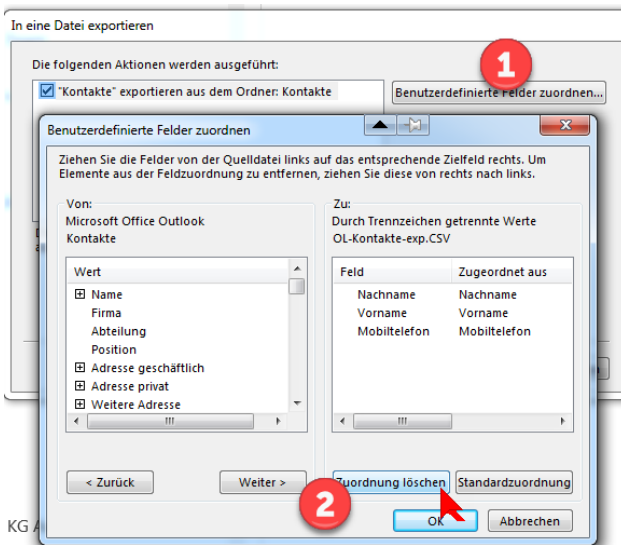 In eine Datei exportieren
Die folgenden Aktionen werden ausgeführt:
"Kontakte" exportieren aus dem Ordner: Kontakte
1
Benutzerdefinierte Felder zuordnen...
Benutzerdefinierte Felder zuordnen
Ziehen Sie die Felder von der Quelldatei links auf das entsprechende Zielfeld rechts. Um
Elemente aus der Feldzuordnung zu entfernen, ziehen Sie diese von rechts nach links.
Von:
Microsoft Office Outlook
Kontakte
Wert
Name
Firma
Abteilung
Position
Adresse geschäftlich
Adresse privat
Weitere Adresse
< Zurück
Weiter >
Zu:
Durch Trennzeichen getrennte Werte
OL-Kontakte-exp.CSV
Feld Zugeordnet aus
Nachname Nachname
Vorname Vorname
Mobiltelefon Mobiltelefon
Zuordnung löschen
Standardzuordnung
2
OK
Abbrechen
KG